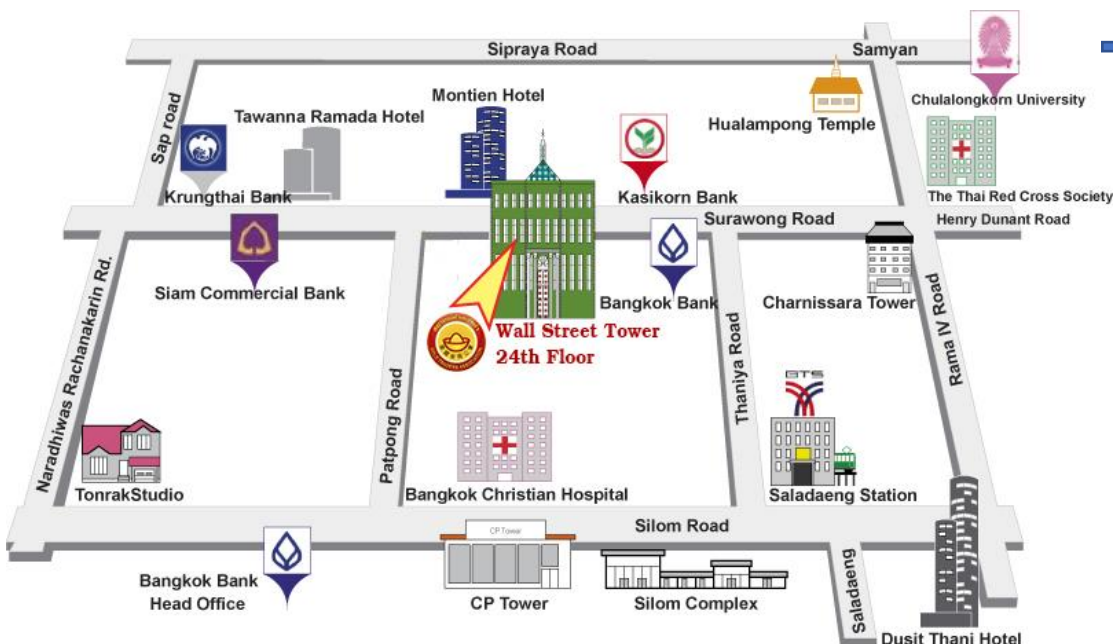 Sipraya Road
Samyan
Chulalongkorn University
Sap road
Tawanna Ramada Hotel
Montien Hotel
Hualampong Temple
Krungthai Bank
Kasikorn Bank
The Thai Red Cross Society
Surawong Road
Henry Dunant Road
Naradhiwas Rachanakarin Rd.
Siam Commercial Bank
Bangkok Bank
Charnissara Tower
Wall Street Tower
24th Floor
Patpong Road
Thaniya Road
Rama IV Road
BTS
TonrakStudio
Bangkok Christian Hospital
Saladaeng Station
Silom Road
CP Tower
Bangkok Bank
Head Office
CP Tower
Silom Complex
Saladaeng
Dusit Thani Hotel